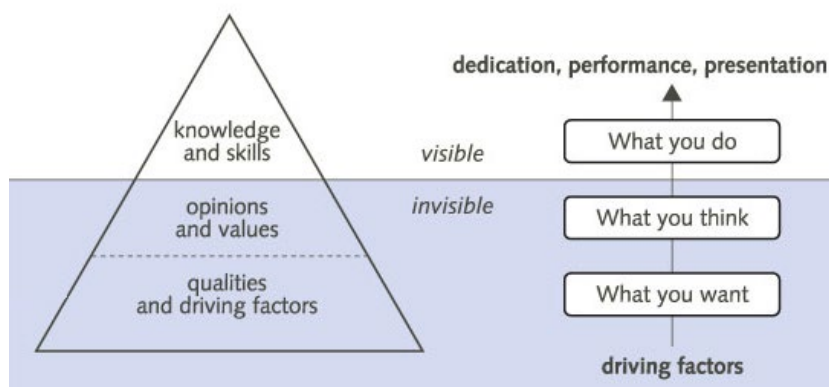 dedication, performance, presentation
knowledge
and skills
visible
What you do
opinions
and values
invisible
What you think
qualities
and driving factors
What you want
driving factors